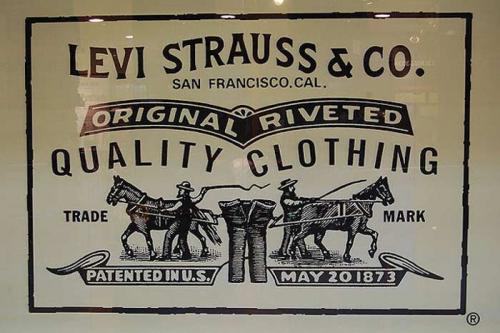 LEVI STRAUSS & CO.
SAN FRANCISCO, CAL.
ORIGINAL RIVETED
QUALITY CLOTHING
TRADE MARK
PATENTED IN U.S. MAY 20 1873
®